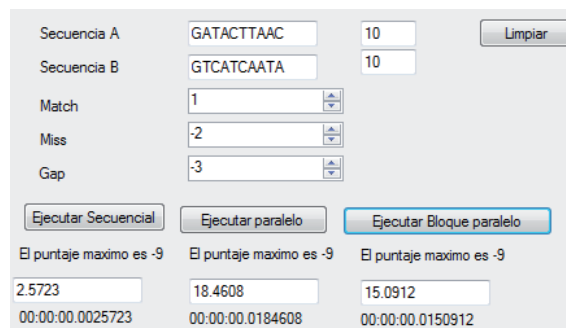 Secuencia A GATACTTAAC 10 Limpiar
Secuencia B GTCATCAATA 10
Match 1
Miss -2
Gap -3
Ejecutar Secuencial Ejecutar paralelo Ejecutar Bloque paralelo
El puntaje maximo es -9 El puntaje maximo es -9 El puntaje maximo es -9
2.5723 18.4608 15.0912
00:00:00.0025723 00:00:00.0184608 00:00:00.0150912